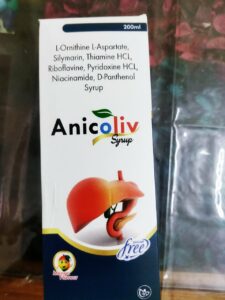 200ml
L-Ornithine L-Aspartate,
Silymarin, Thiamine HCL,
Riboflavine, Pyridoxine HCL,
Niacinamide, D-Panthenol
Syrup
Anicoliv
Syrup
free